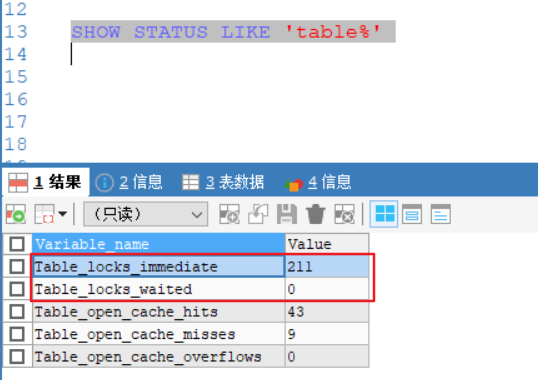 12
13 SHOW STATUS LIKE 'table%'
14
15
16
17
18
1 结果 2 信息 3 表数据 4 信息
（只读）
Variable_name Value
Table_locks_immediate 211
Table_locks_waited 0
Table_open_cache_hits 43
Table_open_cache_misses 9
Table_open_cache_overflows 0